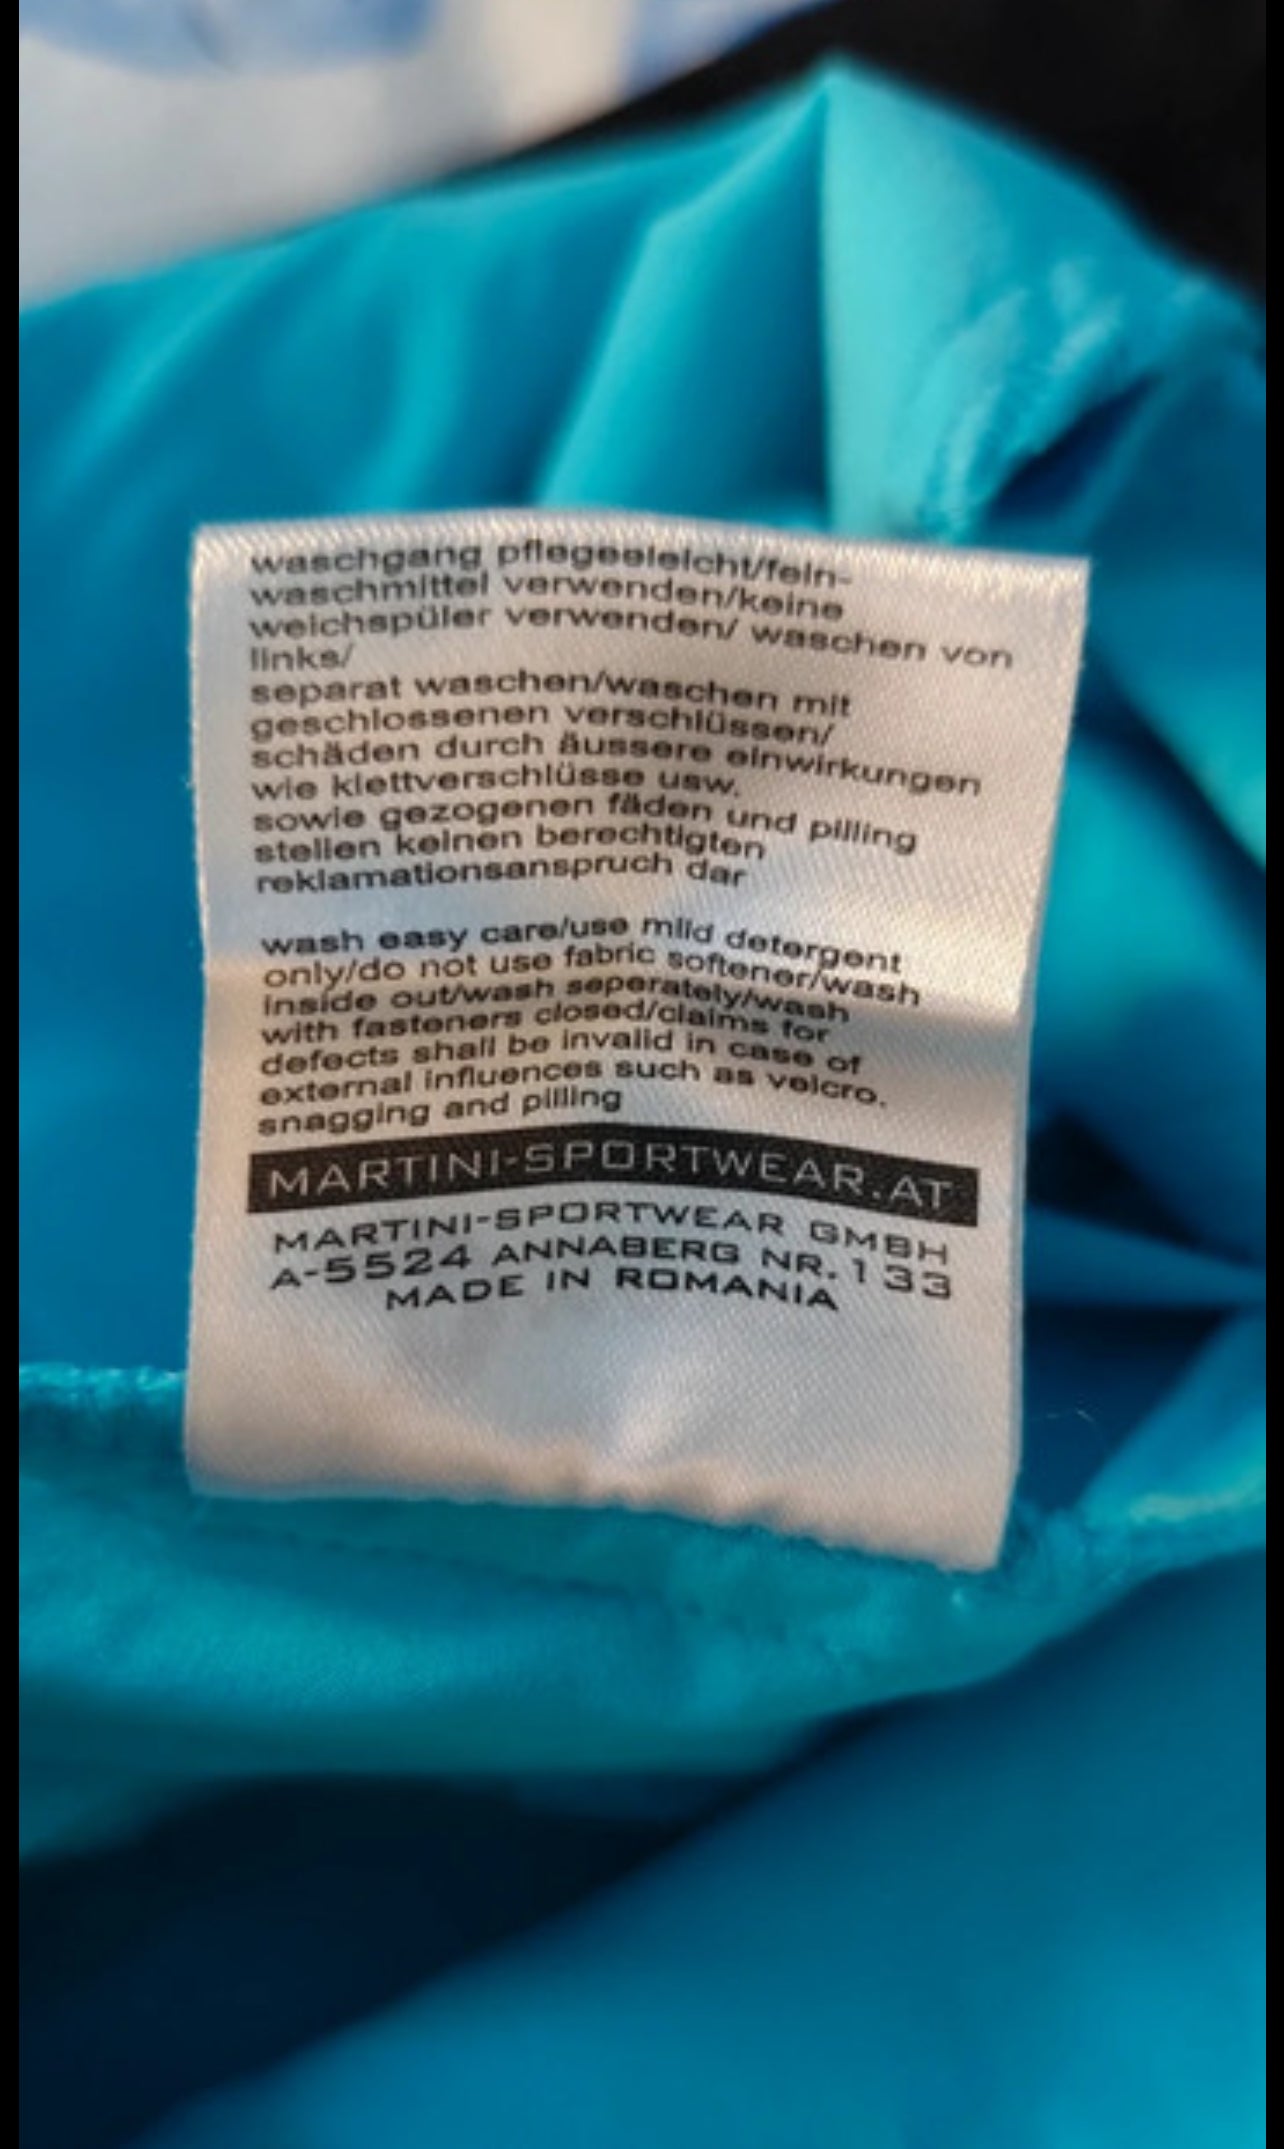 waschgang pflegeeleicht/fein-
waschmittel verwenden/keine
weichspüler verwenden/ waschen von
links/
separat waschen/waschen mit
geschlossenen verschlüssen/
schäden durch äussere einwirkungen
wie klettverschlüsse usw.
sowie gezogenen fäden und pilling
stellen keinen berechtigten
reklamationsanspruch dar
wash easy care/use mild detergent
only/do not use fabric softener/wash
inside out/wash seperately/wash
with fasteners closed/claims for
defects shall be invalid in case of
external influences such as velcro.
snagging and pilling
MARTINI-SPORTWEAR.AT
MARTINI-SPORTWEAR GMBH
A-5524 ANNABERG NR. 133
MADE IN ROMANIA